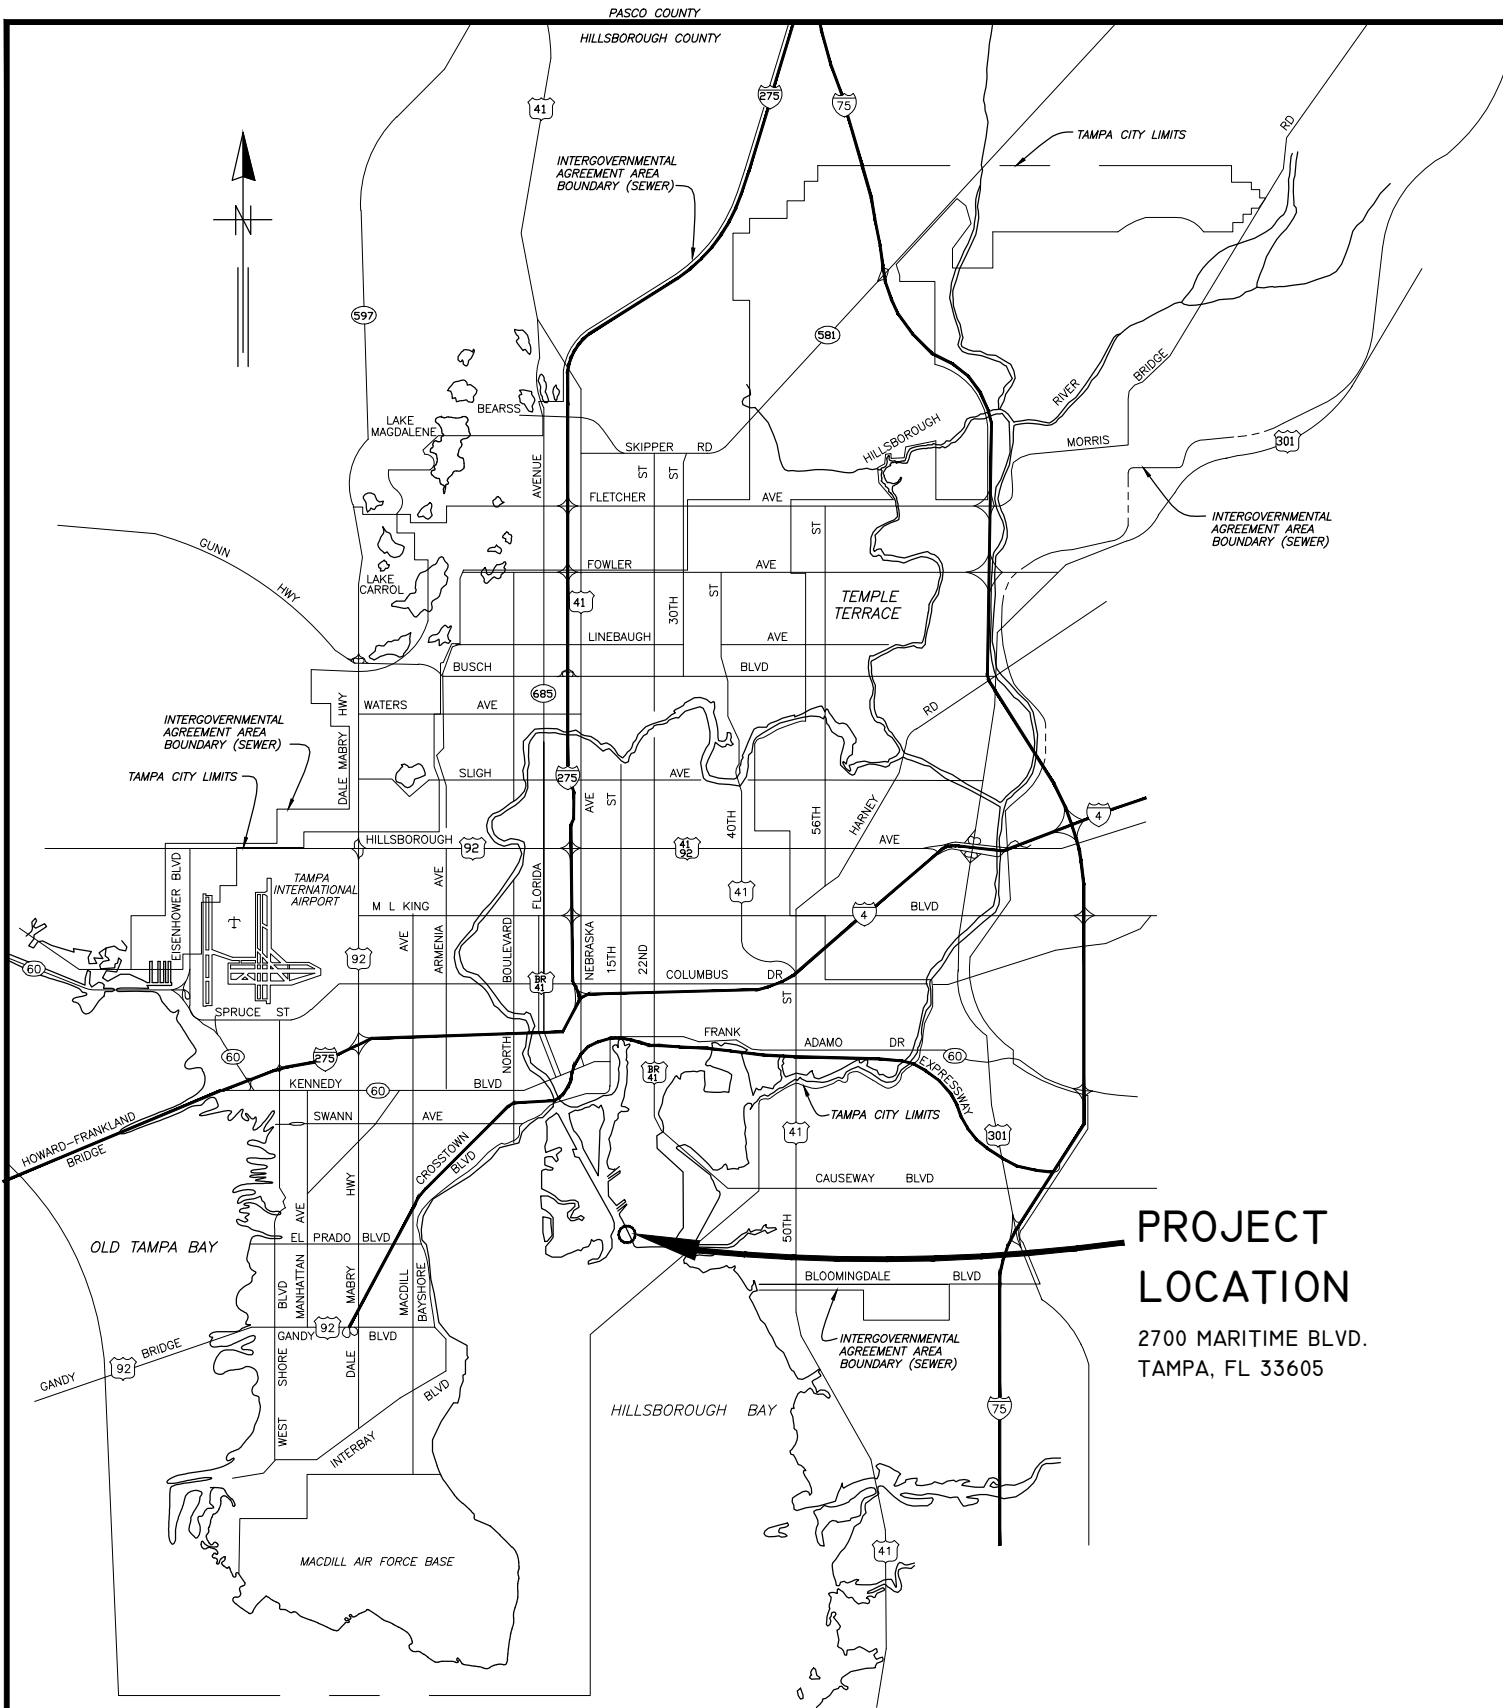 PASCO COUNTY
HILLSBOROUGH COUNTY
41
275
75
RD
TAMPA CITY LIMITS
INTERGOVERNMENTAL
AGREEMENT AREA
BOUNDARY (SEWER)
N
597
581
BRIDGE
RIVER
BEARSS
LAKE
MAGDALENE
HILLSBOROUGH
MORRIS
301
SKIPPER RD
AVENUE
ST
ST
FLETCHER AVE
INTERGOVERNMENTAL
AGREEMENT AREA
BOUNDARY (SEWER)
ST
GUNN
HWY
FOWLER AVE
LAKE
CARROL
TEMPLE
TERRACE
41
30TH
ST
LINEBAUGH AVE
BUSCH BLVD
685
WATERS AVE
DALE MABRY HWY
RD
INTERGOVERNMENTAL
AGREEMENT AREA
BOUNDARY (SEWER)
TAMPA CITY LIMITS
SLIGH AVE
275
AVE
ST
40TH
56TH
HARNEY
4
HILLSBOROUGH AVE
92
41
92
EISENHOWER BLVD
TAMPA
INTERNATIONAL
AIRPORT
AVE
FLORIDA
41
M L KING BLVD
4
AVE
ARMENIA
BOULEVARD
NEBRASKA
15TH
22ND
92
60
COLUMBUS DR
BR
41
ST
SPRUCE ST
FRANK
ADAMO DR
60
60
275
NORTH
BR
41
EXPRESSWAY
KENNEDY BLVD
60
SWANN AVE
TAMPA CITY LIMITS
HOWARD-FRANKLAND
BRIDGE
CROSSTOWN
BLVD
41
301
HWY
CAUSEWAY BLVD
AVE
50TH
PROJECT
LOCATION
2700 MARITIME BLVD.
TAMPA, FL 33605
OLD TAMPA BAY
EL PRADO BLVD
BLVD
MANHATTAN
MABRY
MACDILL
BAYSHORE
BLOOMINGDALE BLVD
92
GANDY BLVD
INTERGOVERNMENTAL
AGREEMENT AREA
BOUNDARY (SEWER)
GANDY
92
BRIDGE
SHORE
DALE
BLVD
HILLSBOROUGH BAY
75
WEST
INTERBAY
41
MACDILL AIR FORCE BASE